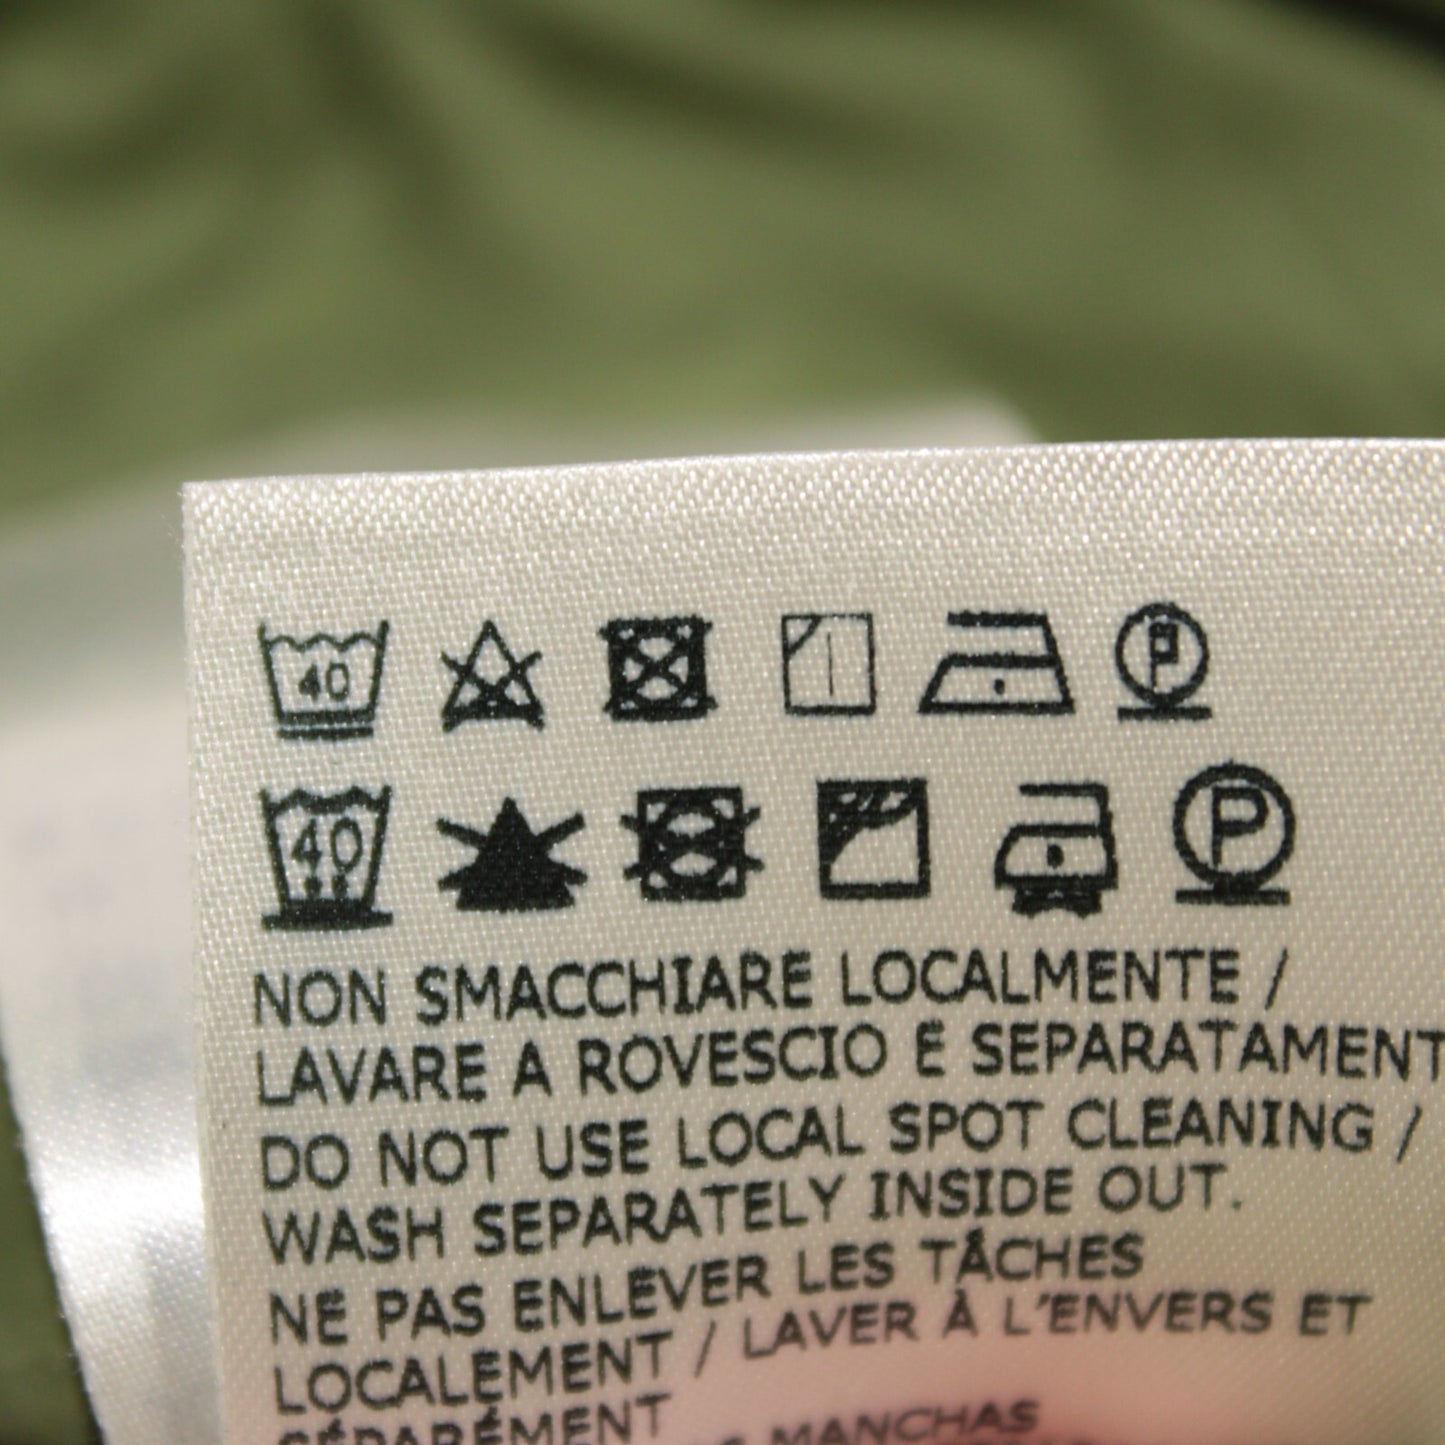 40 P
40 P
NON SMACCHIARE LOCALMENTE /
LAVARE A ROVESCIO E SEPARATAMENT
DO NOT USE LOCAL SPOT CLEANING /
WASH SEPARATELY INSIDE OUT.
NE PAS ENLEVER LES TÂCHES
LOCALEMENT / LAVER À L'ENVERS ET
SÉPARÉMENT
MANCHAS